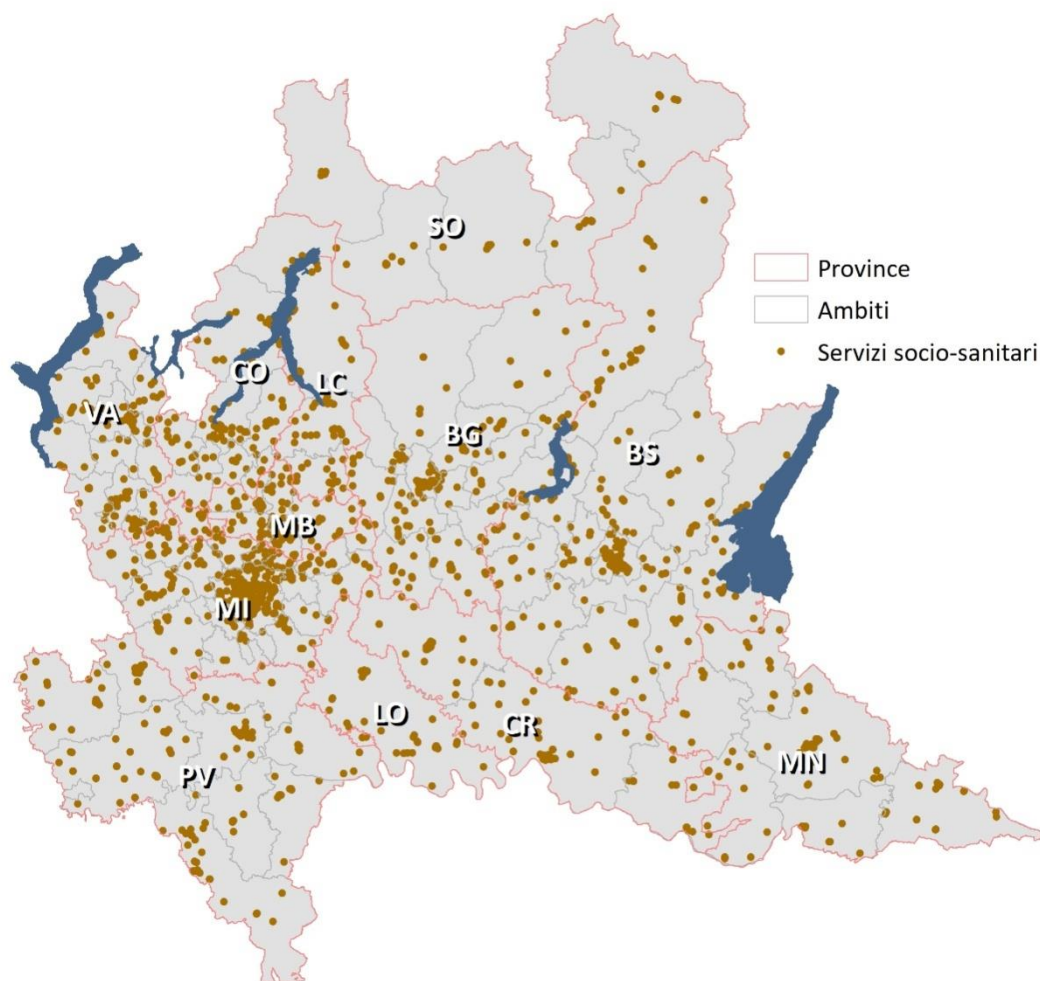 SO
Province
Ambiti
Servizi socio-sanitari
CO
LC
VA
BG
BS
MB
MI
LO
CR
PV
MN